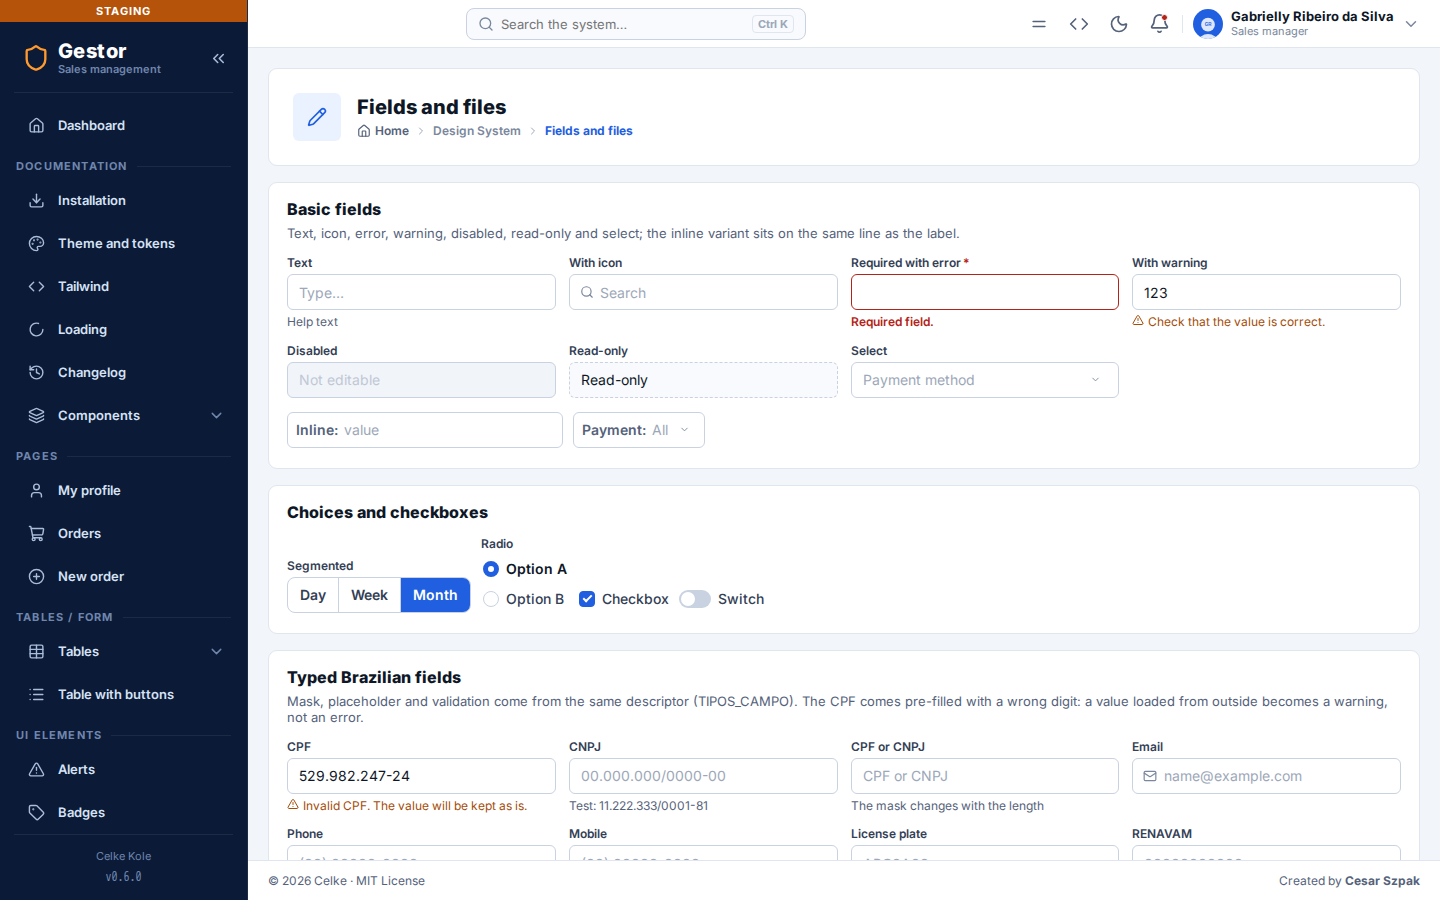 STAGING
Gestor
Sales management
Dashboard
DOCUMENTATION
Installation
Theme and tokens
Tailwind
Loading
Changelog
Components
PAGES
My profile
Orders
New order
TABLES / FORM
Tables
Table with buttons
UI ELEMENTS
Alerts
Badges
Celke Kole
v0.6.0
Search the system... Ctrl K
GR
Gabrielly Ribeiro da Silva
Sales manager
Fields and files
Home Design System Fields and files
Basic fields
Text, icon, error, warning, disabled, read-only and select; the inline variant sits on the same line as the label.
Text With icon Required with error * With warning
Type... Search 123
Help text Required field. Check that the value is correct.
Disabled Read-only Select
Not editable Read-only Payment method
Inline: value Payment: All
Choices and checkboxes
Radio
Segmented Option A
Day Week Month Option B Checkbox Switch
Typed Brazilian fields
Mask, placeholder and validation come from the same descriptor (TIPOS_CAMPO). The CPF comes pre-filled with a wrong digit: a value loaded from outside becomes a warning,
not an error.
CPF CNPJ CPF or CNPJ Email
529.982.247-24 00.000.000/0000-00 CPF or CNPJ name@example.com
Invalid CPF. The value will be kept as is. Test: 11.222.333/0001-81 The mask changes with the length
Phone Mobile License plate RENAVAM
© 2026 Celke · MIT License Created by Cesar Szpak